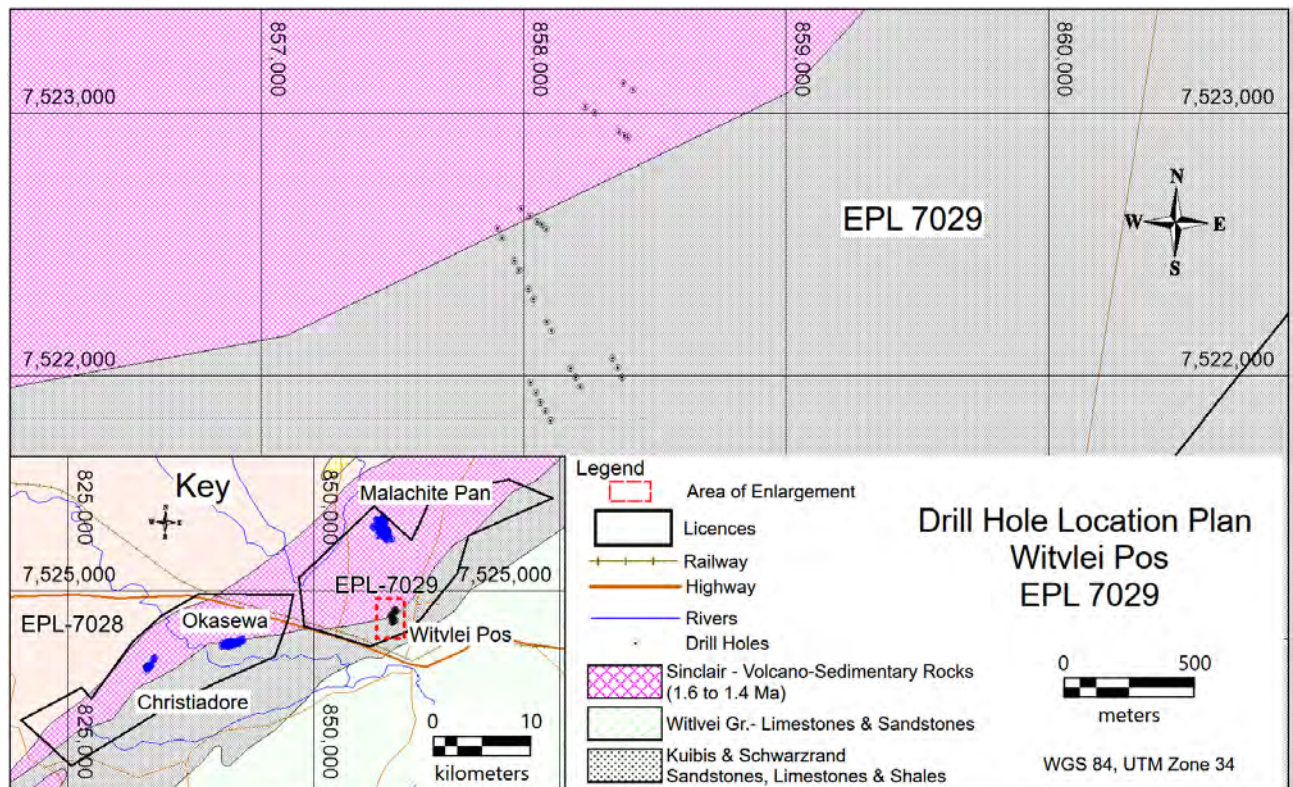 857,000
858,000
859,000
860,000
7,523,000
7,523,000
EPL 7029
N
W
E
S
7,522,000
7,522,000
Key
825,000
850,000
Malachite Pan
N
W
E
S
7,525,000
7,525,000
EPL-7029
EPL-7028
Okasewa
Witvlei Pos
Christiadore
825,000
850,000
0
10
kilometers
Legend
Area of Enlargement
Licences
Railway
Highway
Rivers
Drill Holes
Sinclair - Volcano-Sedimentary Rocks
(1.6 to 1.4 Ma)
Witlvei Gr.- Limestones & Sandstones
Kuibis & Schwarzrand
Sandstones, Limestones & Shales
Drill Hole Location Plan
Witvlei Pos
EPL 7029
0
500
meters
WGS 84, UTM Zone 34